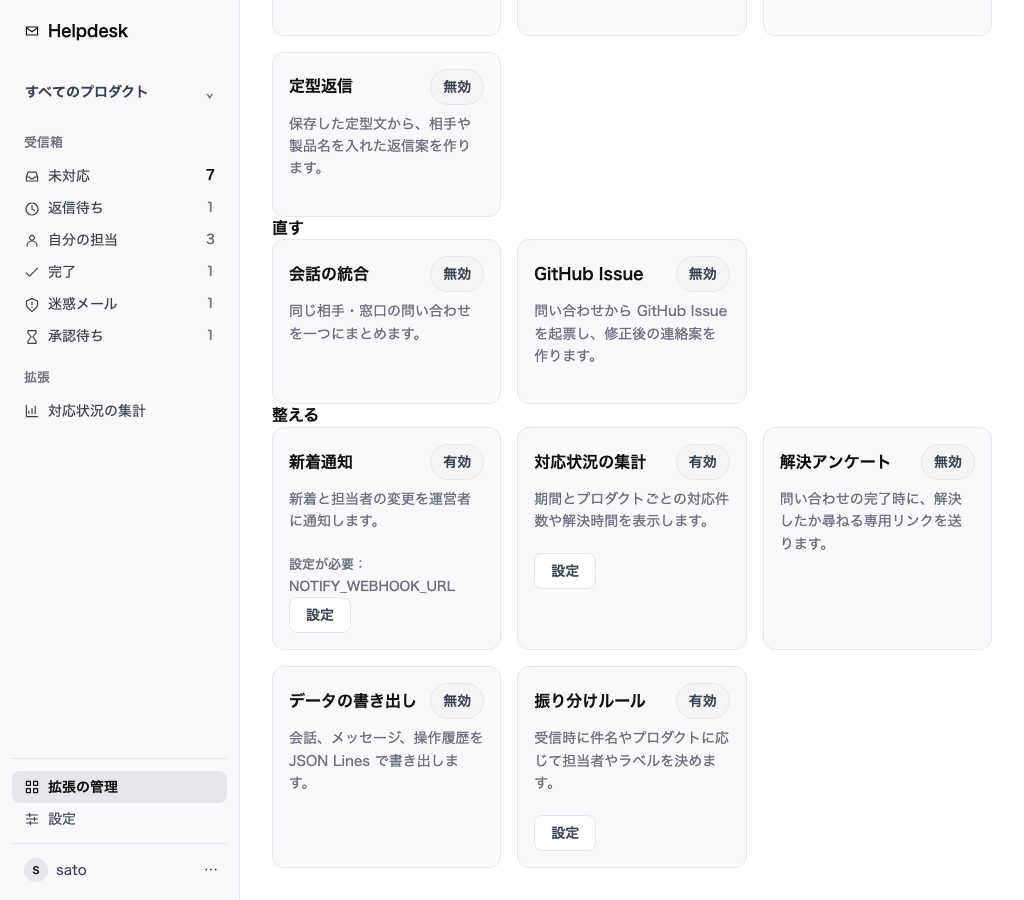 Helpdesk
すべてのプロダクト
受信箱
未対応 7
返信待ち 1
自分の担当 3
完了 1
迷惑メール 1
承認待ち 1
拡張
対応状況の集計
拡張の管理
設定
S sato ...
定型返信 無効
保存した定型文から、相手や
製品名を入れた返信案を作り
ます。
直す
会話の統合 無効
同じ相手・窓口の問い合わせ
を一つにまとめます。
GitHub Issue 無効
問い合わせから GitHub Issue
を起票し、修正後の連絡案を
作ります。
整える
新着通知 有効
新着と担当者の変更を運営者
に通知します。
設定が必要：
NOTIFY_WEBHOOK_URL
設定
対応状況の集計 有効
期間とプロダクトごとの対応件
数や解決時間を表示します。
設定
解決アンケート 無効
問い合わせの完了時に、解決
したか尋ねる専用リンクを送
ります。
データの書き出し 無効
会話、メッセージ、操作履歴を
JSON Lines で書き出しま
す。
振り分けルール 有効
受信時に件名やプロダクトに応
じて担当者やラベルを決めま
す。
設定